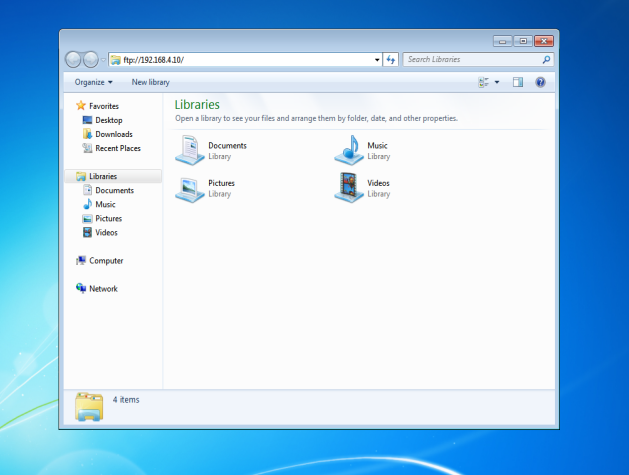 ftp://192.168.4.10/
Search Libraries
Organize
New library
Favorites
Desktop
Downloads
Recent Places
Libraries
Documents
Music
Pictures
Videos
Computer
Network
Libraries
Open a library to see your files and arrange them by folder, date, and other properties.
Documents
Library
Music
Library
Pictures
Library
Videos
Library
4 items